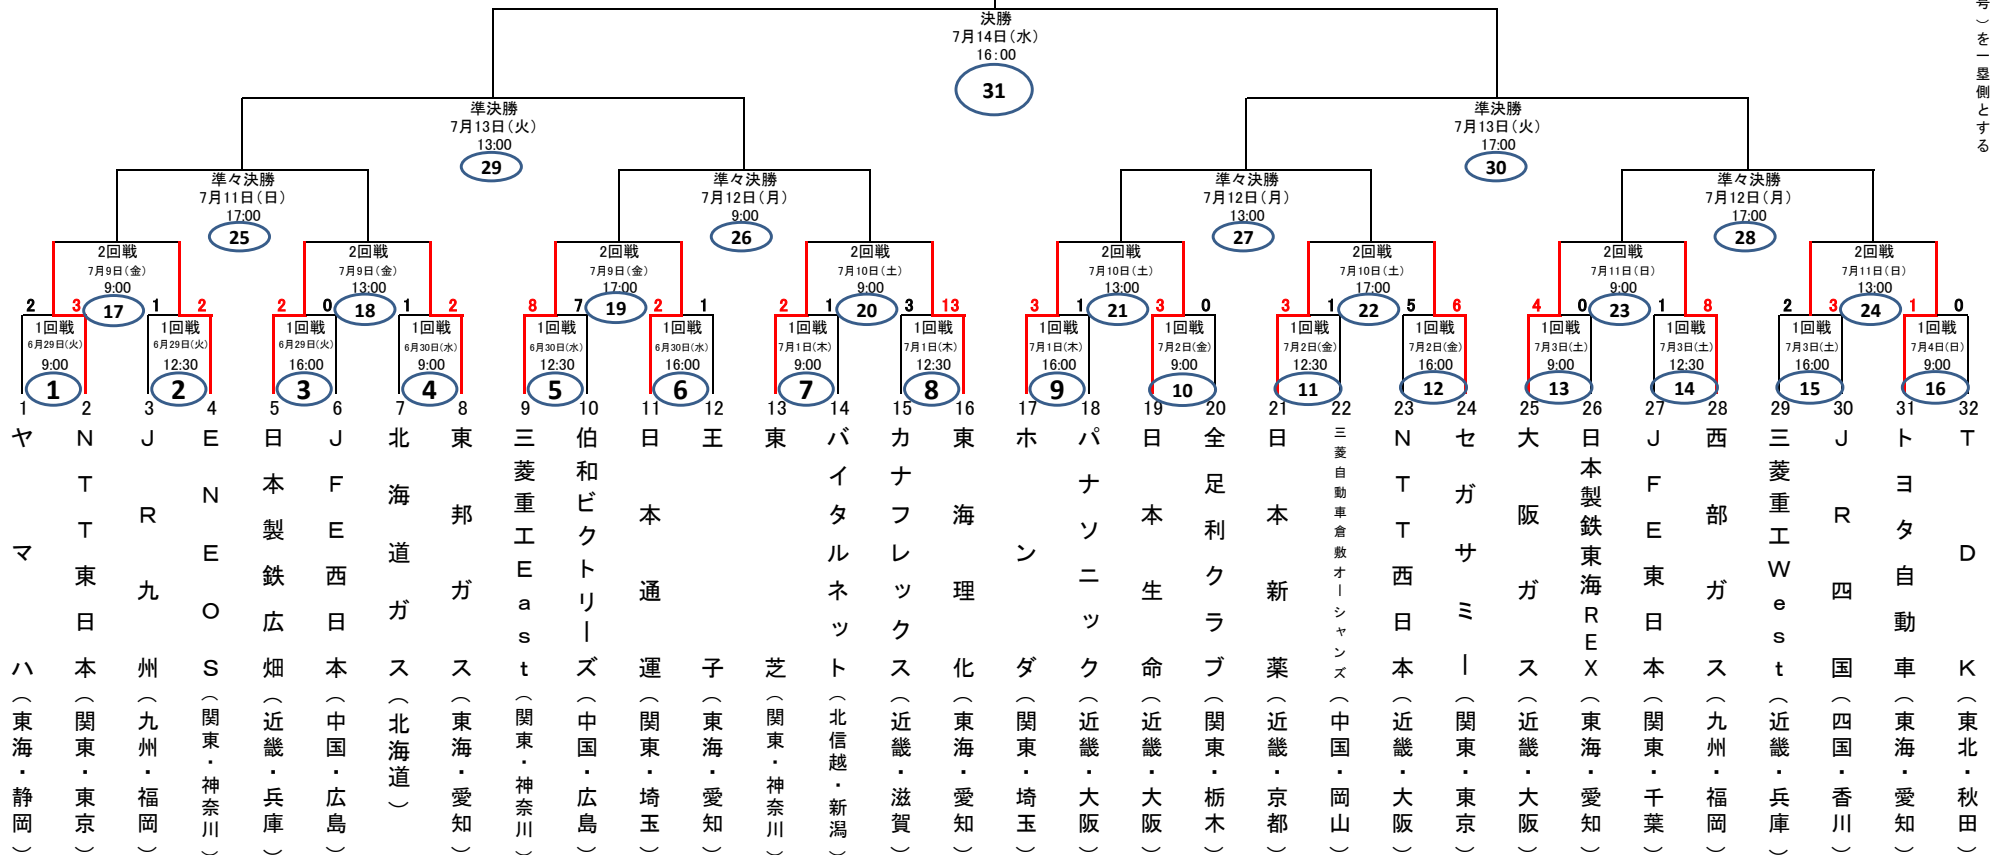 号）を一塁側とする
決勝
7月14日(水)
16:00
31
準決勝
7月13日(火)
13:00
29
準決勝
7月13日(火)
17:00
30
準々決勝
7月11日(日)
17:00
25
準々決勝
7月12日(月)
9:00
26
準々決勝
7月12日(月)
13:00
27
準々決勝
7月12日(月)
17:00
28
2回戦
7月9日(金)
9:00
17
2回戦
7月9日(金)
13:00
18
2回戦
7月9日(金)
17:00
19
2回戦
7月10日(土)
9:00
20
2回戦
7月10日(土)
13:00
21
2回戦
7月10日(土)
17:00
22
2回戦
7月11日(日)
9:00
23
2回戦
7月11日(日)
13:00
24
2 3
1回戦
6月29日(火)
9:00
1
1 2
1回戦
6月29日(火)
12:30
2
2 0
1回戦
6月29日(火)
16:00
3
1 2
1回戦
6月30日(水)
9:00
4
8 7
1回戦
6月30日(水)
12:30
5
2 1
1回戦
6月30日(水)
16:00
6
2 1
1回戦
7月1日(木)
9:00
7
3 13
1回戦
7月1日(木)
12:30
8
3 1
1回戦
7月1日(木)
16:00
9
3 0
1回戦
7月2日(金)
9:00
10
3 1
1回戦
7月2日(金)
12:30
11
5 6
1回戦
7月2日(金)
16:00
12
4 0
1回戦
7月3日(土)
9:00
13
1 8
1回戦
7月3日(土)
12:30
14
2 3
1回戦
7月3日(土)
16:00
15
1 0
1回戦
7月4日(日)
9:00
16
1 ヤマハ（東海・静岡）
2 NTT東日本（関東・東京）
3 JR九州（九州・福岡）
4 ENEOS（関東・神奈川）
5 日本製鉄広畑（近畿・兵庫）
6 JFE西日本（中国・広島）
7 北海道ガス（北海道）
8 東邦ガス（東海・愛知）
9 三菱重工East（関東・神奈川）
10 伯和ビクトリーズ（中国・広島）
11 日本通運（関東・埼玉）
12 王子（東海・愛知）
13 東芝（関東・神奈川）
14 バイタルネット（北信越・新潟）
15 カナフレックス（近畿・滋賀）
16 東海理化（東海・愛知）
17 ホンダ（関東・埼玉）
18 パナソニック（近畿・大阪）
19 日本生命（近畿・大阪）
20 全足利クラブ（関東・栃木）
21 日本新薬（近畿・京都）
22 三菱自動車倉敷オーシャンズ（中国・岡山）
23 NTT西日本（近畿・大阪）
24 セガサミー（関東・東京）
25 大阪ガス（近畿・大阪）
26 日本製鉄東海REX（東海・愛知）
27 JFE東日本（関東・千葉）
28 西部ガス（九州・福岡）
29 三菱重工West（近畿・兵庫）
30 JR四国（四国・香川）
31 トヨタ自動車（東海・愛知）
32 TDK（東北・秋田）